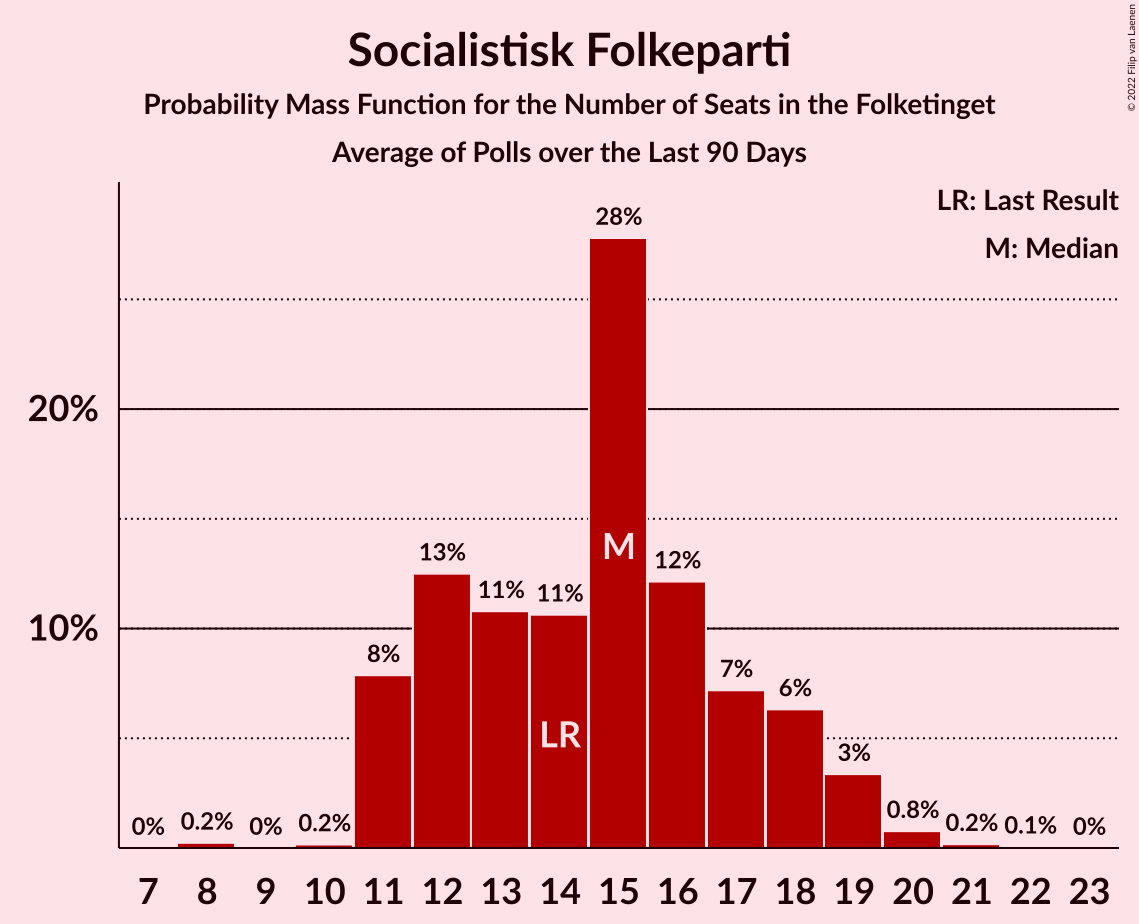 Socialistisk Folkeparti
Probability Mass Function for the Number of Seats in the Folketinget
Average of Polls over the Last 90 Days
© 2022 Filip van Laenen
LR: Last Result
M: Median
20%
10%
0% 0.2% 0% 0.2% 8% 13% 11% 11% 28% 12% 7% 6% 3% 0.8% 0.2% 0.1% 0%
M
LR
7 8 9 10 11 12 13 14 15 16 17 18 19 20 21 22 23